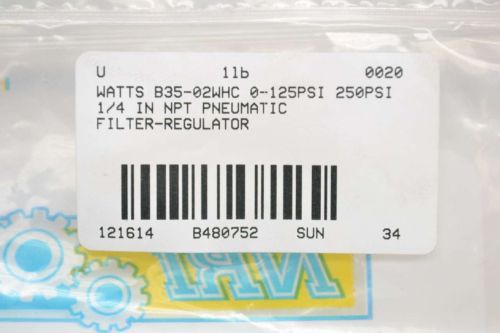 U 1lb 0020
WATTS B35-02WHC 0-125PSI 250PSI
1/4 IN NPT PNEUMATIC
FILTER-REGULATOR
121614 B480752 SUN 34
NRI